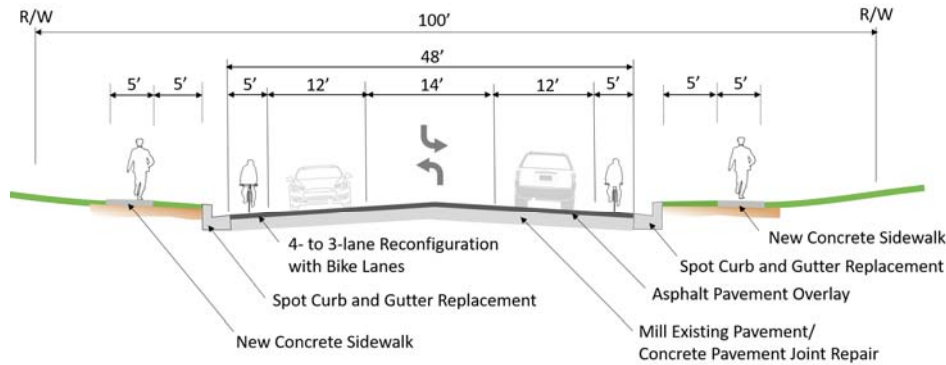 R/W
100’
R/W
48’
5’
5’
5’
12’
14’
12’
5’
5’
5’
4- to 3-lane Reconfiguration
with Bike Lanes
Spot Curb and Gutter Replacement
New Concrete Sidewalk
New Concrete Sidewalk
Spot Curb and Gutter Replacement
Asphalt Pavement Overlay
Mill Existing Pavement/
Concrete Pavement Joint Repair